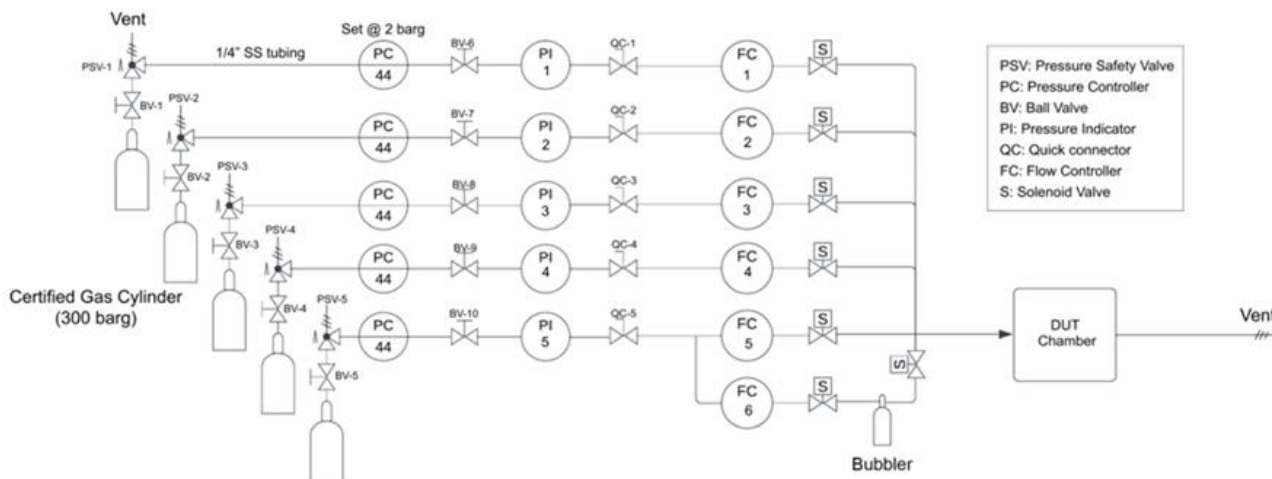 Vent
Set @ 2 barg
1/4" SS tubing
PSV-1
PC
44
BV-6
PI
1
QC-1
FC
1
S
BV-1
PSV-2
PC
44
BV-7
PI
2
QC-2
FC
2
S
BV-2
PSV-3
PC
44
BV-8
PI
3
QC-3
FC
3
S
BV-3
PSV-4
PC
44
BV-9
PI
4
QC-4
FC
4
S
BV-4
Certified Gas Cylinder
(300 barg)
PSV-5
PC
44
BV-10
PI
5
QC-5
FC
5
S
BV-5
FC
6
S
S
Bubbler
DUT
Chamber
Vent
PSV: Pressure Safety Valve
PC: Pressure Controller
BV: Ball Valve
PI: Pressure Indicator
QC: Quick connector
FC: Flow Controller
S: Solenoid Valve